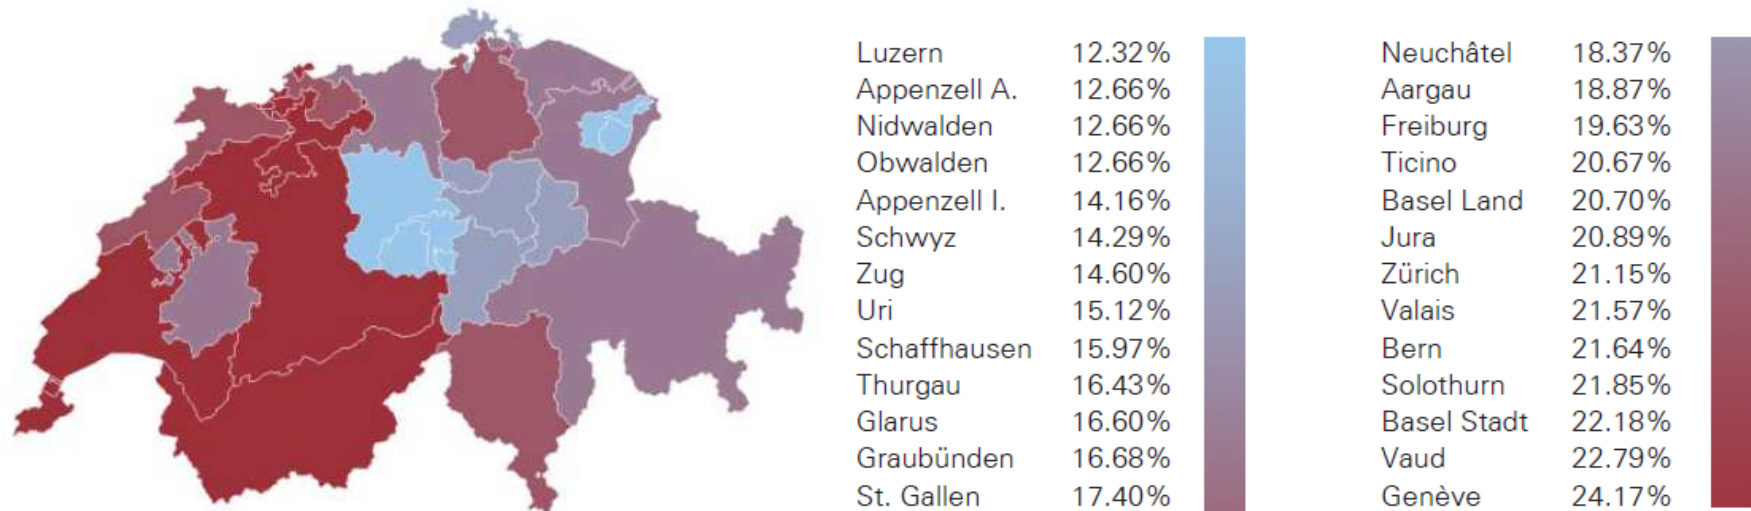 Luzern 12.32%
Appenzell A. 12.66%
Nidwalden 12.66%
Obwalden 12.66%
Appenzell I. 14.16%
Schwyz 14.29%
Zug 14.60%
Uri 15.12%
Schaffhausen 15.97%
Thurgau 16.43%
Glarus 16.60%
Graubünden 16.68%
St. Gallen 17.40%
Neuchâtel 18.37%
Aargau 18.87%
Freiburg 19.63%
Ticino 20.67%
Basel Land 20.70%
Jura 20.89%
Zürich 21.15%
Valais 21.57%
Bern 21.64%
Solothurn 21.85%
Basel Stadt 22.18%
Vaud 22.79%
Genève 24.17%